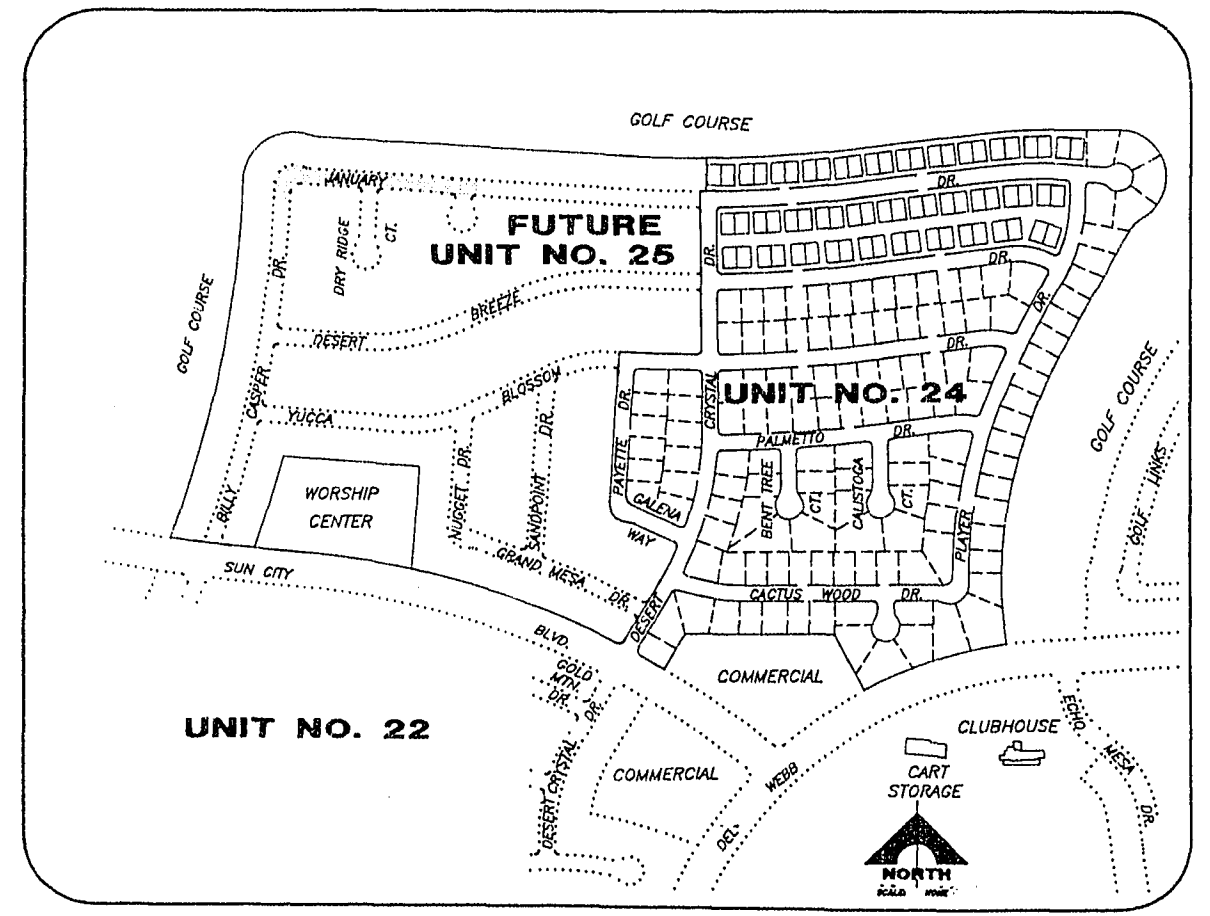 GOLF COURSE
JANUARY
DR.
DRY RIDGE
CT.
FUTURE
UNIT NO. 25
DR.
DR.
DR.
DR.
GOLF COURSE
BREEZE
DESERT
DR.
BLOSSOM
CASPER
YUCCA
DR.
DR.
CRYSTAL
UNIT NO. 24
GOLF COURSE
PALMETTO
DR.
PAYETTE
BILLY
WORSHIP
CENTER
NUGGET
DR.
SANDPOINT
GALENA
WAY
BENT TREE
CT.
CALISTOGA
CT.
PLAYER
GOLF
LINKS
SUN CITY
GRAND MESA
DR.
DESERT
CACTUS
WOOD
DR.
BLVD.
GOLD
MTN.
DR.
DR.
COMMERCIAL
UNIT NO. 22
DESERT CRYSTAL
COMMERCIAL
DEL
WEBB
CLUBHOUSE
CART
STORAGE
ECHO
MESA
DR.
NORTH